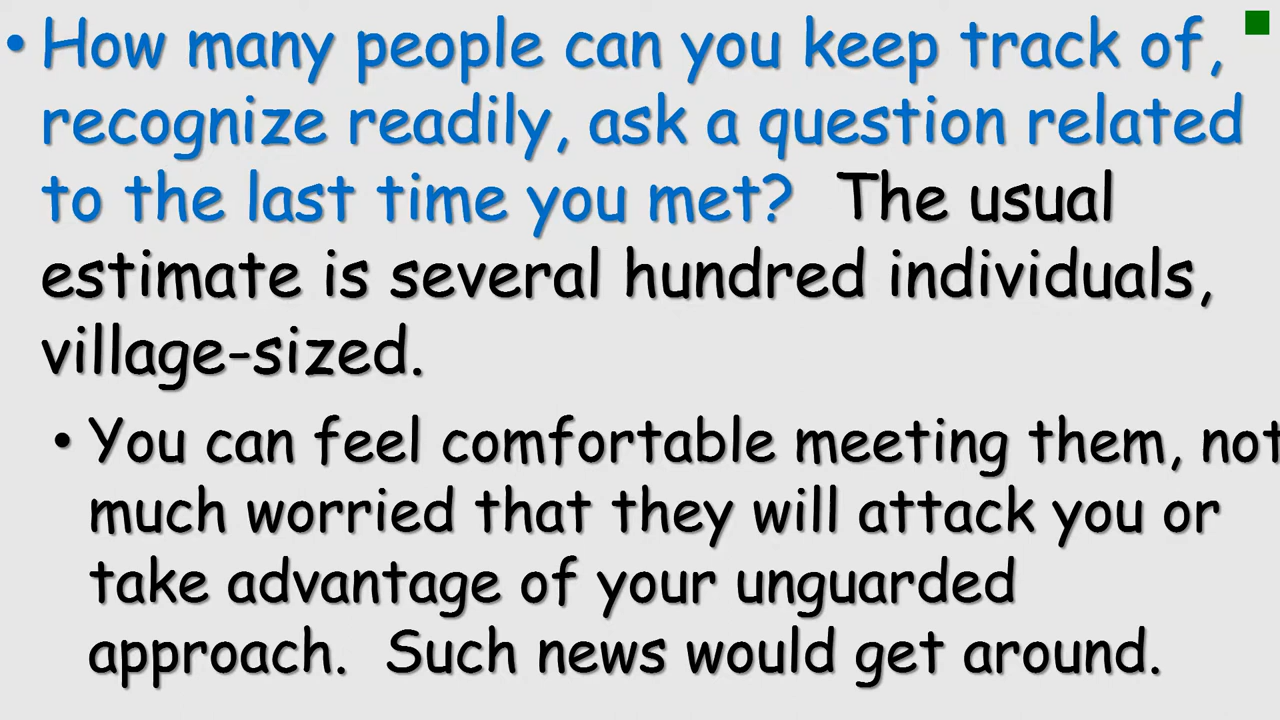 • How many people can you keep track of,
recognize readily, ask a question related
to the last time you met?  The usual
estimate is several hundred individuals,
village-sized.
• You can feel comfortable meeting them, not
much worried that they will attack you or
take advantage of your unguarded
approach.  Such news would get around.